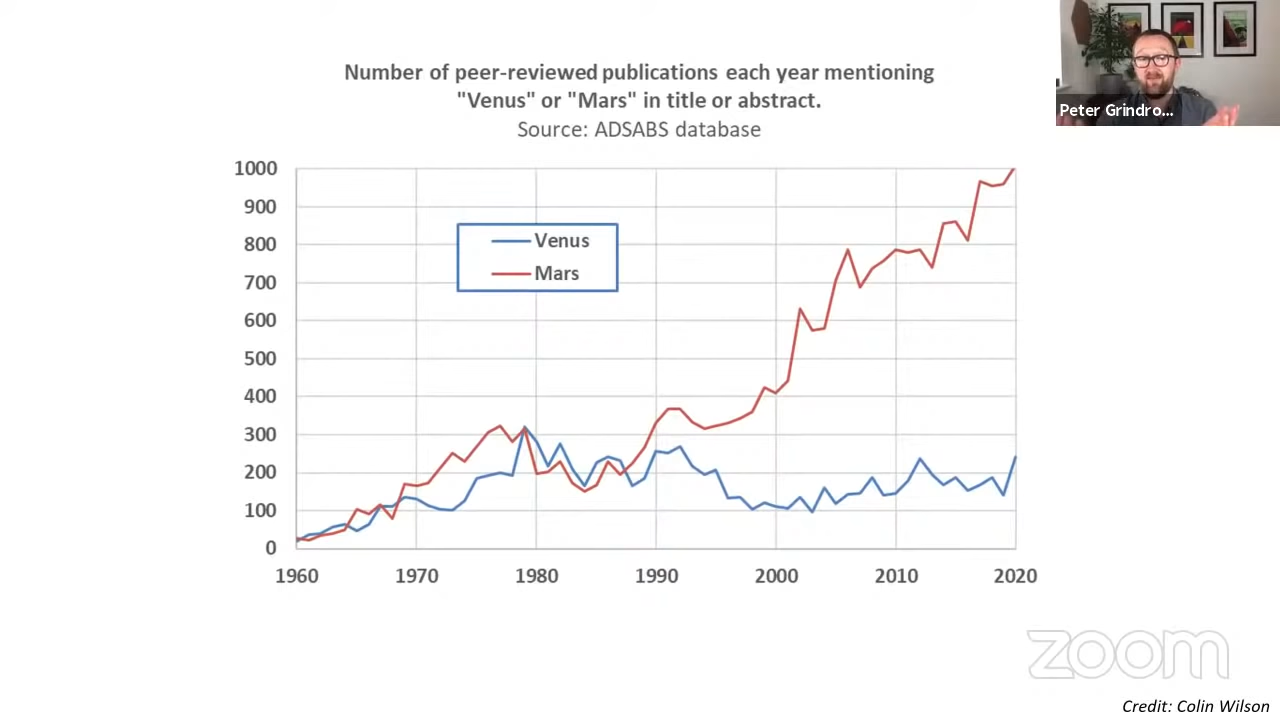 Peter Grindro...
Number of peer-reviewed publications each year mentioning
"Venus" or "Mars" in title or abstract.
Source: ADSABS database
1000
900
800
700
600
500
400
300
200
100
0
Venus
Mars
1960 1970 1980 1990 2000 2010 2020
zoom
Credit: Colin Wilson